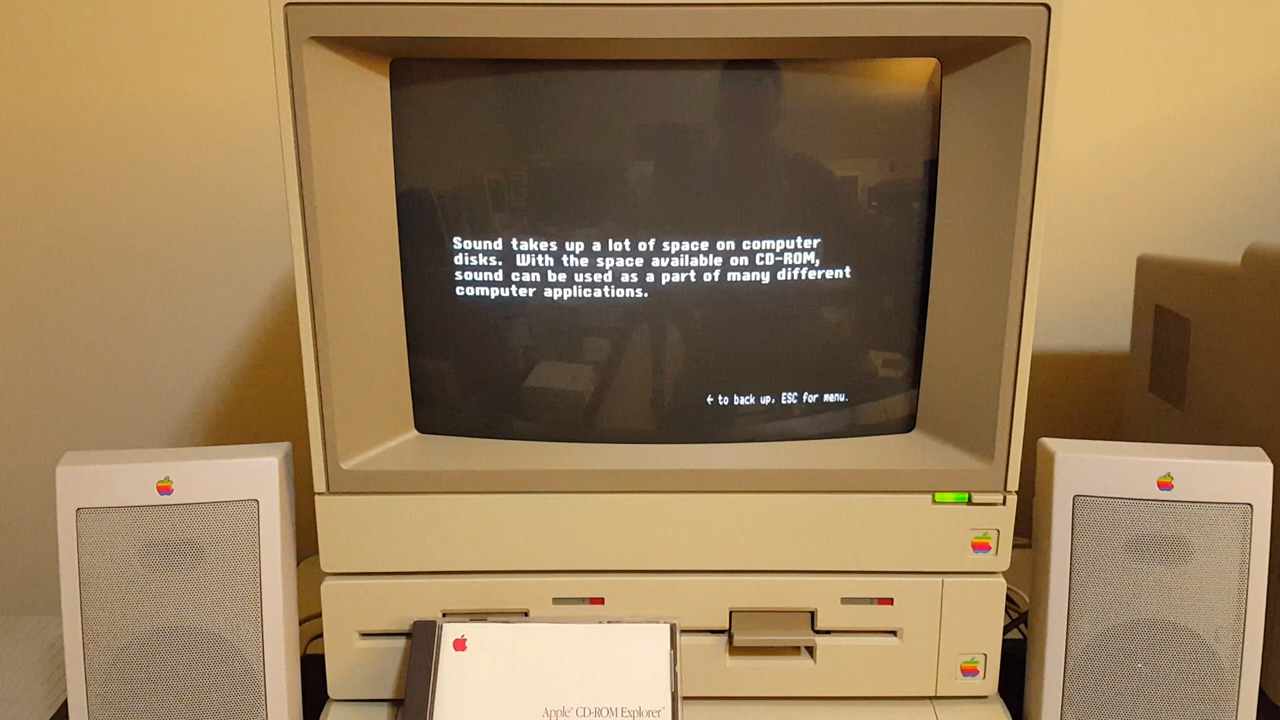 Sound takes up a lot of space on computer
disks.  With the space available on CD-ROM,
sound can be used as a part of many different
computer applications.
← to back up, ESC for menu.
Apple® CD-ROM Explorer™